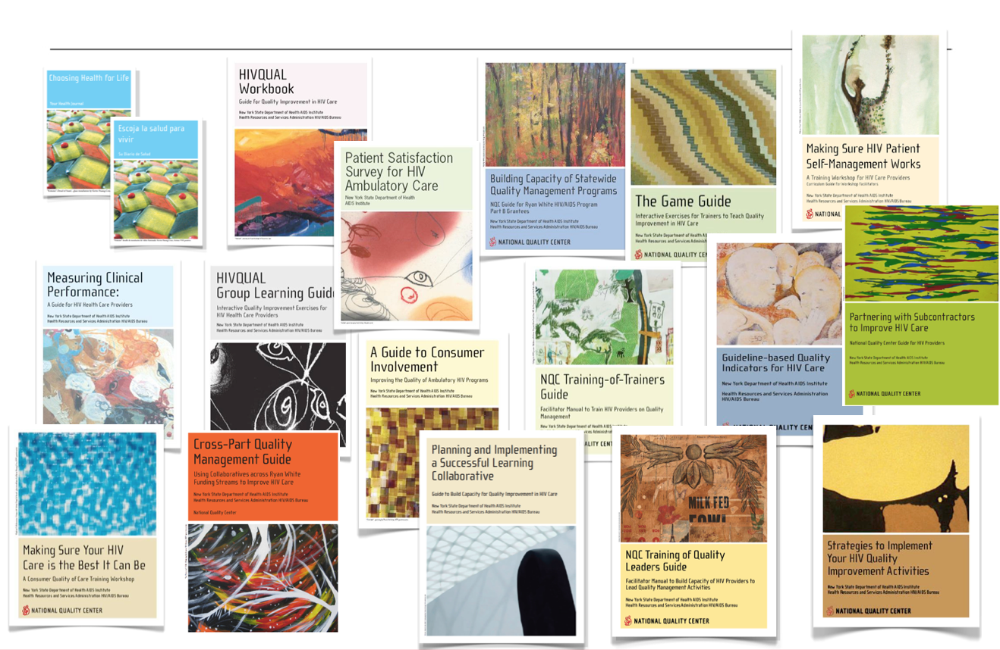 Choosing Health for Life
Your Health Journal
Escoja la salud para
vivir
Su Diario de Salud
HIVQUAL
Workbook
Guide for Quality Improvement in HIV Care
New York State Department of Health AIDS Institute
Health Resources and Services Administration HIV/AIDS Bureau
Patient Satisfaction
Survey for HIV
Ambulatory Care
New York State Department of Health
AIDS Institute
Building Capacity of Statewide
Quality Management Programs
NQC Guide for Ryan White HIV/AIDS Program
Part B Grantees
New York State Department of Health AIDS Institute
Health Resources and Services Administration HIV/AIDS Bureau
NATIONAL QUALITY CENTER
The Game Guide
Interactive Exercises for Trainers to Teach Quality
Improvement in HIV Care
New York State Department of Health AIDS
Health Resources and Services Administration
NATIONAL QUALITY
Making Sure HIV Patient
Self-Management Works
A Training Workshop for HIV Care Providers
Curriculum Guide for Workshop Facilitators
New York State Department of Health AIDS Institute
Health Resources and Services Administration HIV/AIDS Bureau
NATIONAL
Measuring Clinical
Performance:
A Guide for HIV Health Care Providers
New York State Department of Health AIDS Institute
Health Resources and Services Administration HIV/AIDS Bureau
HIVQUAL
Group Learning Guide
Interactive Quality Improvement Exercises for
HIV Health Care Providers
New York State Department of Health AIDS Institute
Health Resources and Services Administration HIV/AIDS Bureau
A Guide to Consumer
Involvement
Improving the Quality of Ambulatory HIV Programs
New York State Department of Health AIDS Institute
Health Resources and Services Administration HIV/AIDS Bureau
NQC Training-of-Trainers
Guide
Facilitator Manual to Train HIV Providers on Quality
Management
New York State Department of Health AIDS Institute
Guideline-based Quality
Indicators for HIV Care
New York State Department of Health AIDS Institute
Health Resources and Services Administration
HIV/AIDS Bureau
Partnering with Subcontractors
to Improve HIV Care
National Quality Center Guide for HIV Providers
New York State Department of Health AIDS Institute
Health Resources and Services Administration HIV/AIDS Bureau
NATIONAL QUALITY CENTER
Making Sure Your HIV
Care is the Best It Can Be
A Consumer Quality of Care Training Workshop
New York State Department of Health AIDS Institute
Health Resources and Services Administration HIV/AIDS Bureau
NATIONAL QUALITY CENTER
Cross-Part Quality
Management Guide
Using Collaboratives across Ryan White
Funding Streams to Improve HIV Care
New York State Department of Health AIDS Institute
Health Resources and Services Administration HIV/AIDS Bureau
National Quality Center
Planning and Implementing
a Successful Learning
Collaborative
Guide to Build Capacity for Quality Improvement in HIV Care
New York State Department of Health AIDS Institute
Health Resources and Services Administration HIV/AIDS Bureau
MILK FED
FOWL
NQC Training of Quality
Leaders Guide
Facilitator Manual to Build Capacity of HIV Providers to
Lead Quality Management Activities
New York State Department of Health AIDS Institute
Health Resources and Services Administration HIV/AIDS Bureau
NATIONAL QUALITY CENTER
Strategies to Implement
Your HIV Quality
Improvement Activities
New York State Department of Health AIDS Institute
Health Resources and Services Administration HIV/AIDS Bureau
NATIONAL QUALITY CENTER